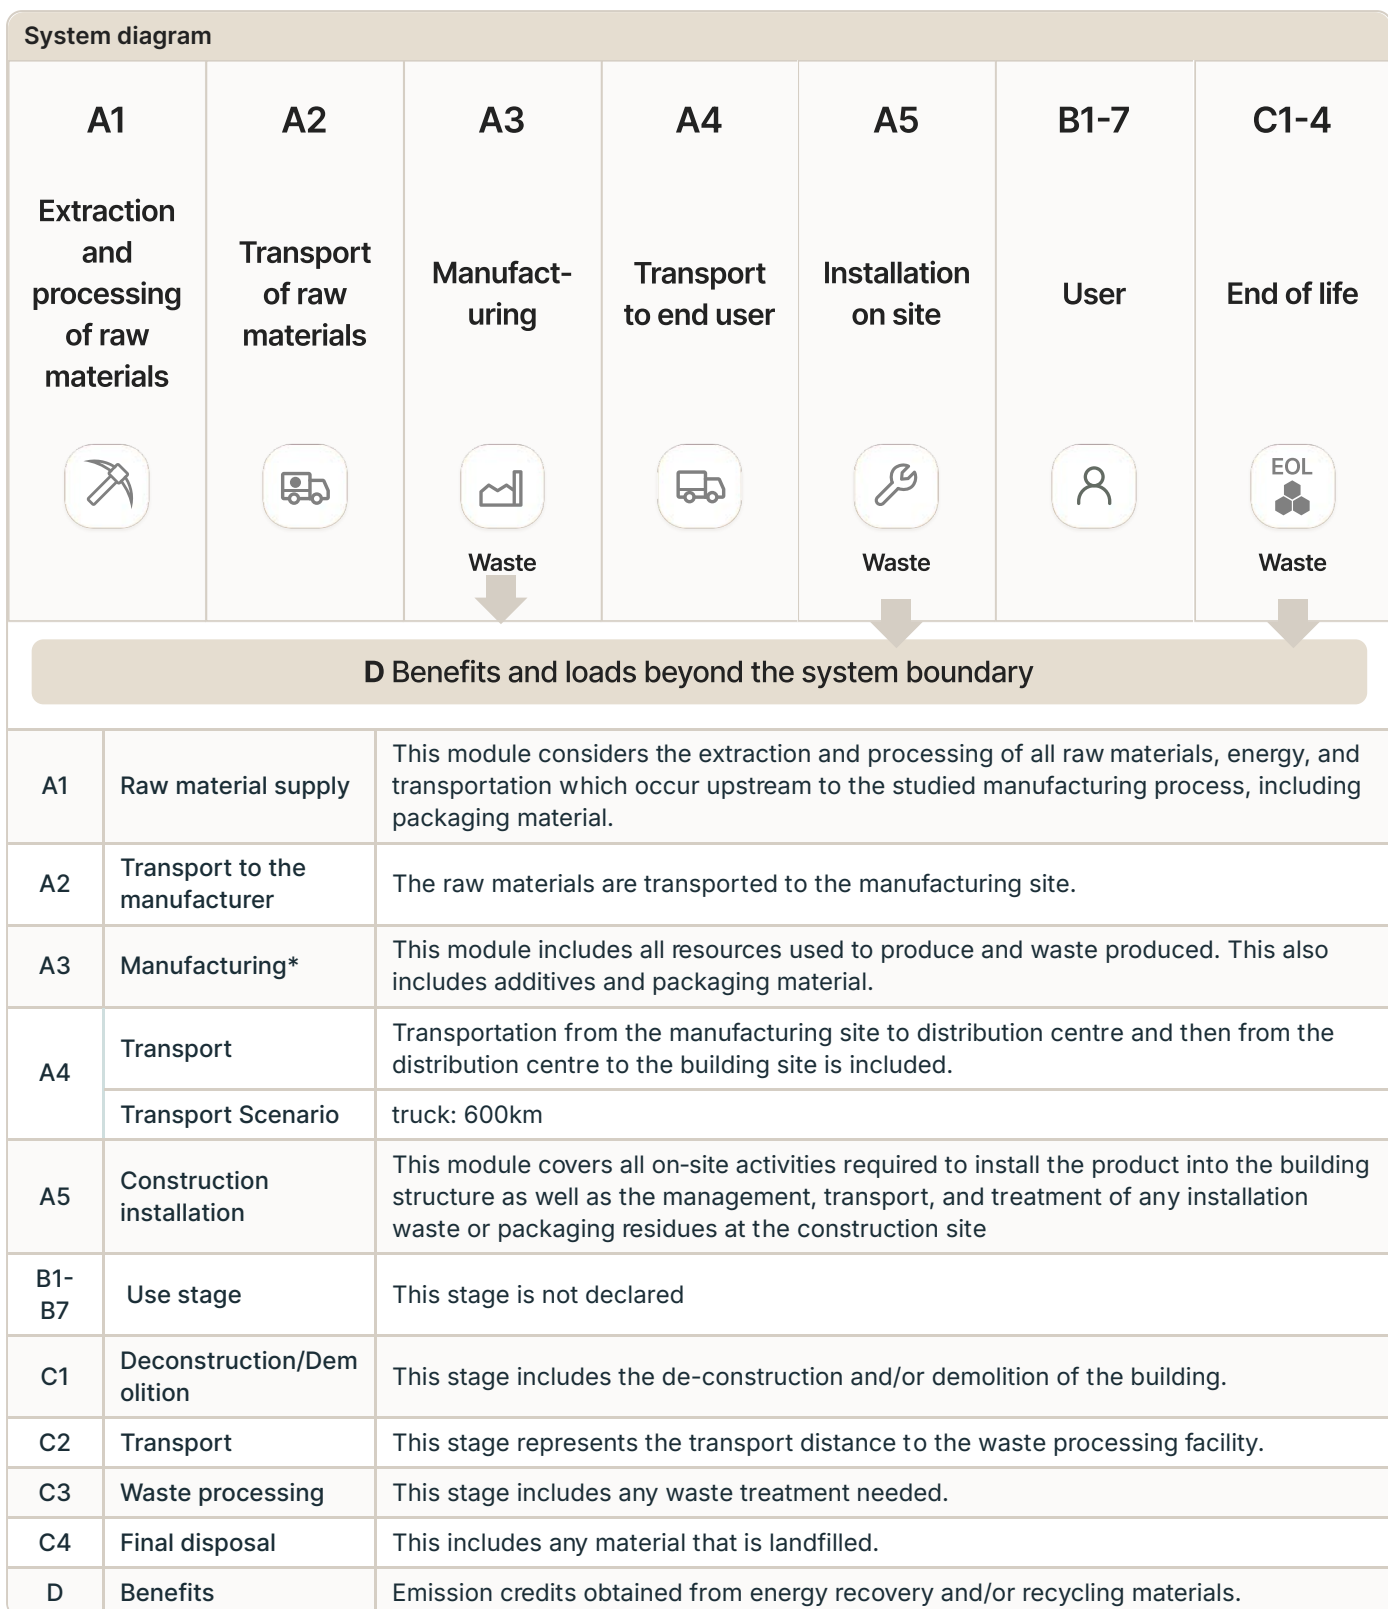 System diagram
A1
A2
A3
A4
A5
B1-7
C1-4
Extraction
and
processing
of raw
materials
Transport
of raw
materials
Manufact-
uring
Transport
to end user
Installation
on site
User
End of life
EOL
Waste
Waste
Waste
D Benefits and loads beyond the system boundary
A1
Raw material supply
This module considers the extraction and processing of all raw materials, energy, and
transportation which occur upstream to the studied manufacturing process, including
packaging material.
A2
Transport to the
manufacturer
The raw materials are transported to the manufacturing site.
A3
Manufacturing*
This module includes all resources used to produce and waste produced. This also
includes additives and packaging material.
A4
Transport
Transportation from the manufacturing site to distribution centre and then from the
distribution centre to the building site is included.
Transport Scenario
truck: 600km
A5
Construction
installation
This module covers all on-site activities required to install the product into the building
structure as well as the management, transport, and treatment of any installation
waste or packaging residues at the construction site
B1-
B7
Use stage
This stage is not declared
C1
Deconstruction/Dem
olition
This stage includes the de-construction and/or demolition of the building.
C2
Transport
This stage represents the transport distance to the waste processing facility.
C3
Waste processing
This stage includes any waste treatment needed.
C4
Final disposal
This includes any material that is landfilled.
D
Benefits
Emission credits obtained from energy recovery and/or recycling materials.